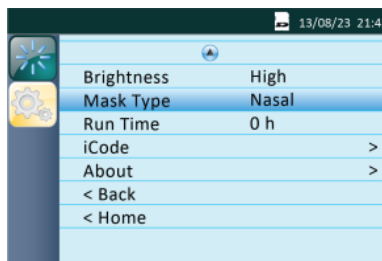 13/08/23 21:4
Brightness High
Mask Type Nasal
Run Time 0 h
iCode >
About >
< Back
< Home